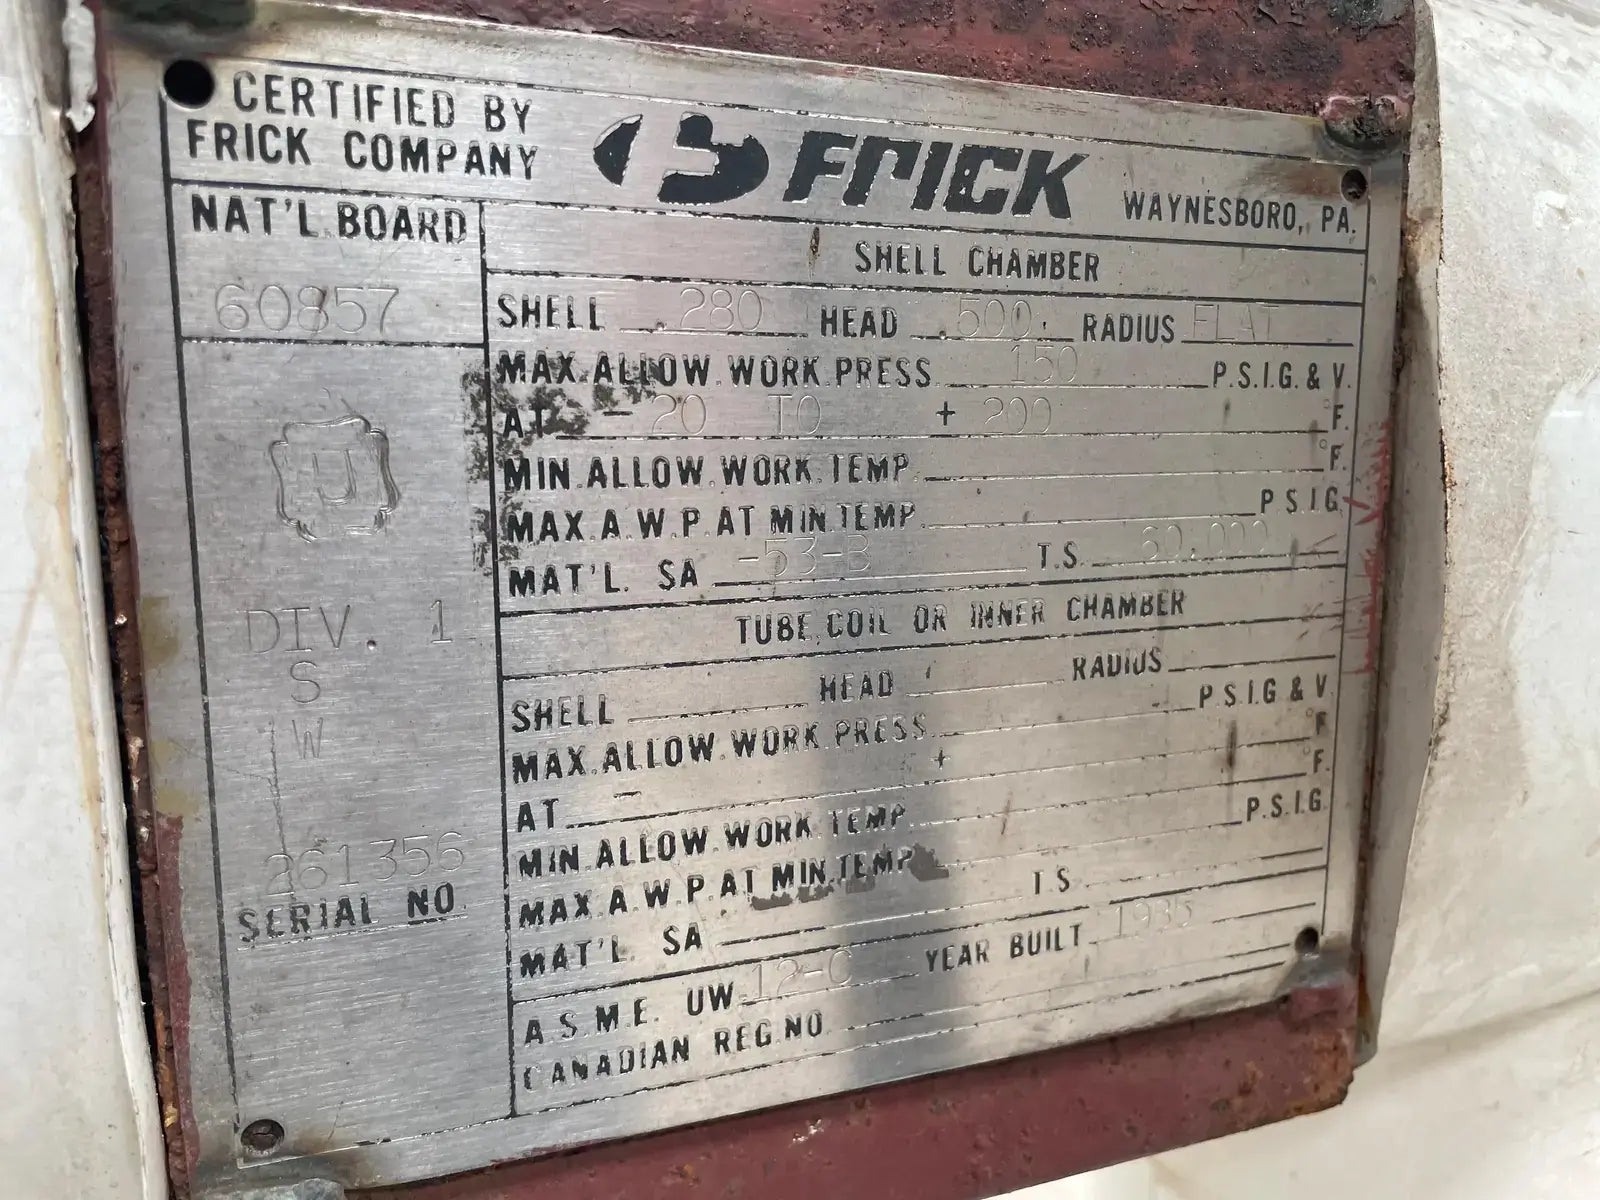 CERTIFIED BY
FRICK COMPANY
FRICK
WAYNESBORO, PA.
NAT'L. BOARD
60857
U
DIV. 1
S
W
261356
SERIAL NO.
SHELL CHAMBER
SHELL .280 HEAD .500 RADIUS FLAT
MAX. ALLOW. WORK. PRESS. 150 P.S.I.G. & V.
AT - 20 TO + 200 °F.
MIN. ALLOW. WORK. TEMP. °F.
MAX. A. W. P. AT MIN. TEMP. P.S.I.G.
MAT'L. SA -53-B T.S. 60,000
TUBE, COIL OR INNER CHAMBER
SHELL HEAD RADIUS
MAX. ALLOW. WORK. PRESS. P.S.I.G & V.
AT - + °F.
MIN. ALLOW. WORK. TEMP. °F.
MAX. A. W. P. AT MIN. TEMP. P.S.I.G.
MAT'L. SA T.S.
A.S.M.E. UW 12-C YEAR BUILT 1985
CANADIAN REG. NO.